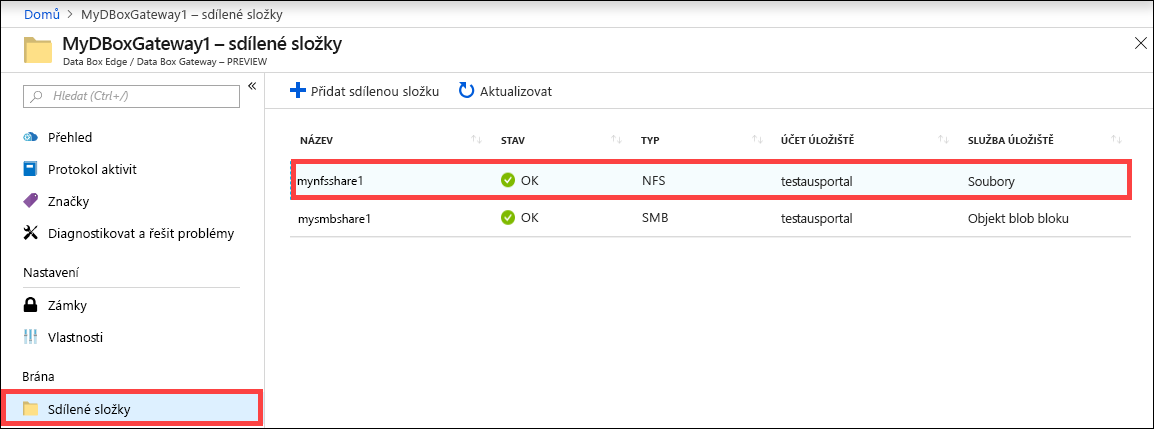 Domů > MyDBoxGateway1 – sdílené složky
MyDBoxGateway1 – sdílené složky
Data Box Edge / Data Box Gateway – PREVIEW
Hledat (Ctrl+/)
Přehled
Protokol aktivit
Značky
Diagnostikovat a řešit problémy
Nastavení
Zámky
Vlastnosti
Brána
Sdílené složky
Přidat sdílenou složku Aktualizovat
NÁZEV STAV TYP ÚČET ÚLOŽIŠTĚ SLUŽBA ÚLOŽIŠTĚ
mynfsshare1 OK NFS testausportal Soubory
mysmbshare1 OK SMB testausportal Objekt blob bloku